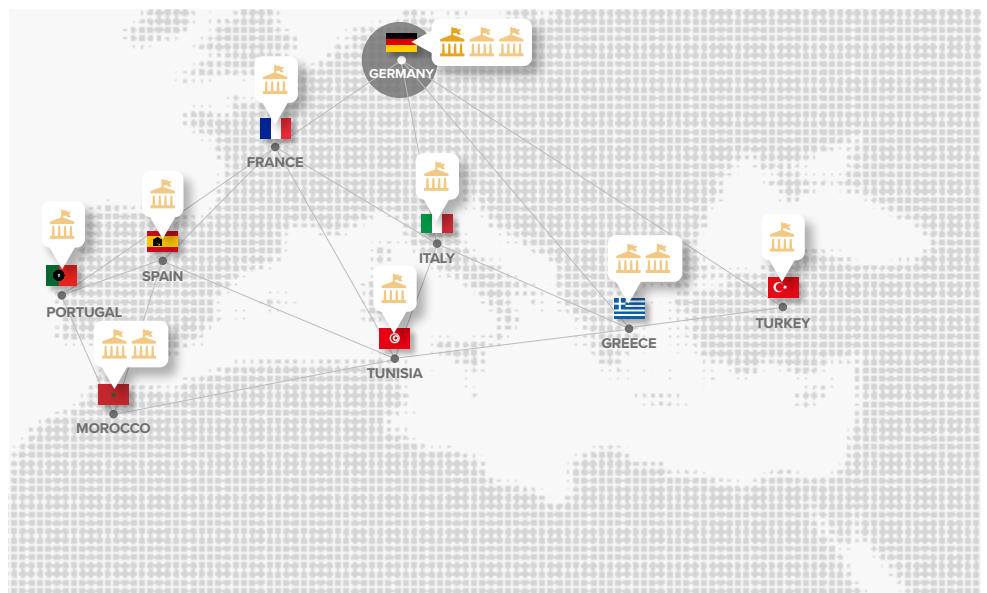 GERMANY
FRANCE
ITALY
SPAIN
PORTUGAL
TURKEY
GREECE
TUNISIA
MOROCCO